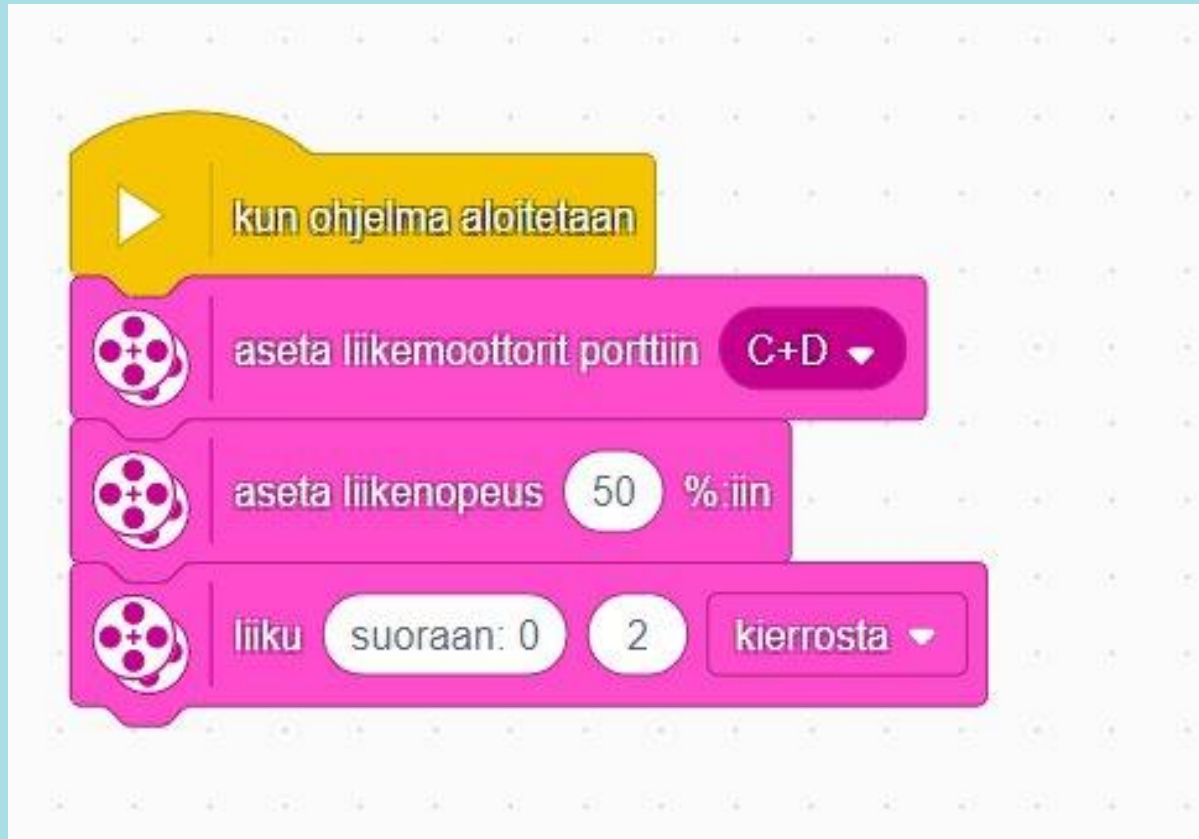 kun ohjelma aloitetaan
aseta liikemoottorit porttiin C+D
aseta liikenopeus 50 %:iin
liiku suoraan: 0 2 kierrosta